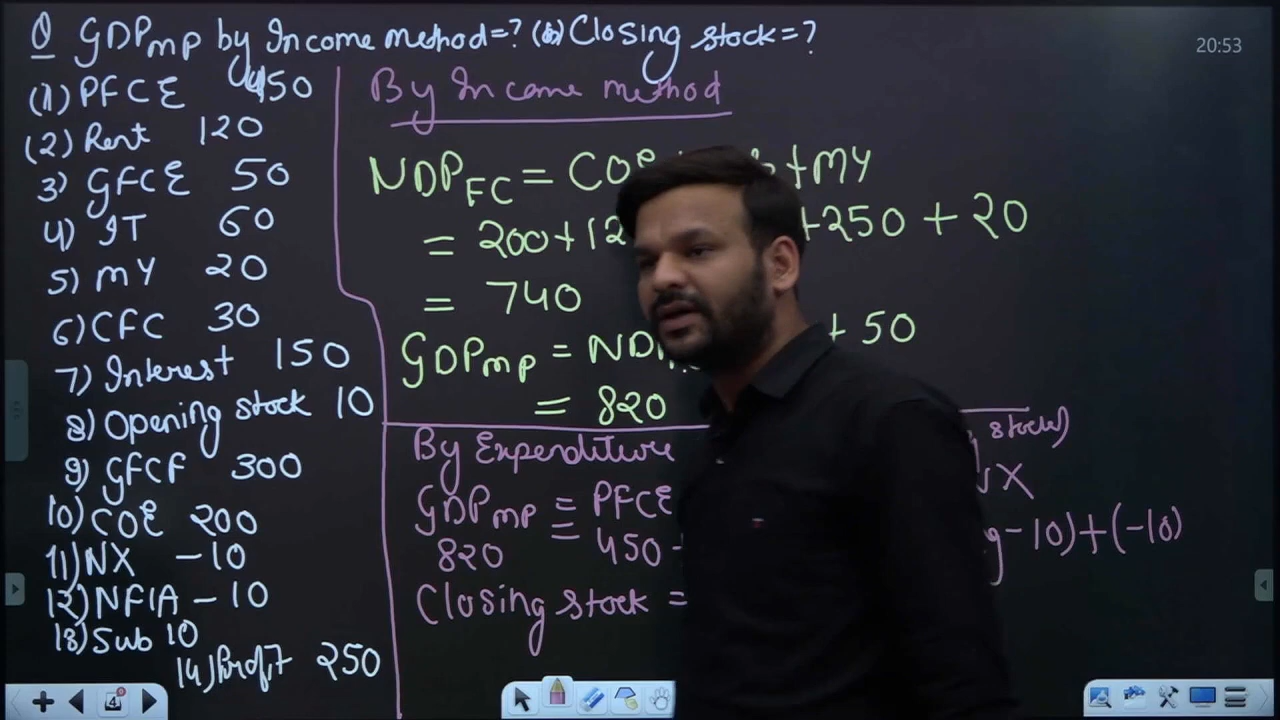 Q GDPMP by Income method=? (b) Closing stock=?
20:53
(1) PFCE 450
(2) Rent 120
3) GFCE 50
4) IT 60
5) MY 20
6) CFC 30
7) Interest 150
8) Opening stock 10
9) GFCF 300
10) COE 200
11) NX -10
12) NFIA -10
13) Sub 10
14) Profit 250
By Income method
NDPFC = COE + MY
= 200+12 +250 + 20
= 740
GDPMP = ND + 50
= 820
By Expenditure stock)
GDPMP = PFCE NX
820 = 450 g-10)+(-10)
Closing stock =
4